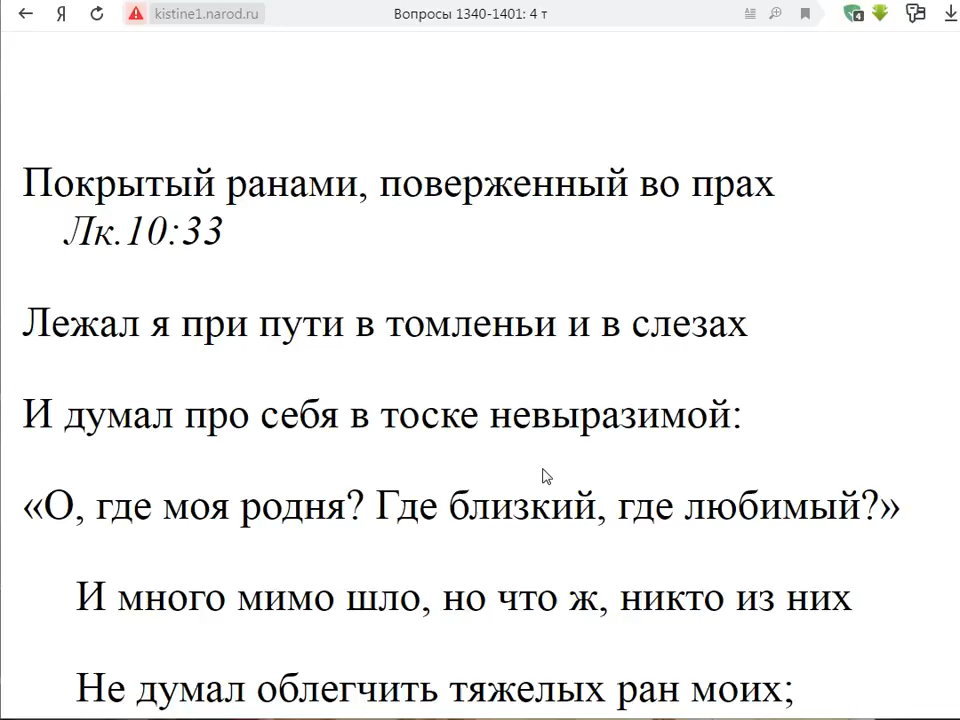 kistine1.narod.ru
Вопросы 1340-1401: 4 т
4
Покрытый ранами, поверженный во прах
Лк.10:33
Лежал я при пути в томленьи и в слезах
И думал про себя в тоске невыразимой:
«О, где моя родня? Где близкий, где любимый?»
И много мимо шло, но что ж, никто из них
Не думал облегчить тяжелых ран моих;